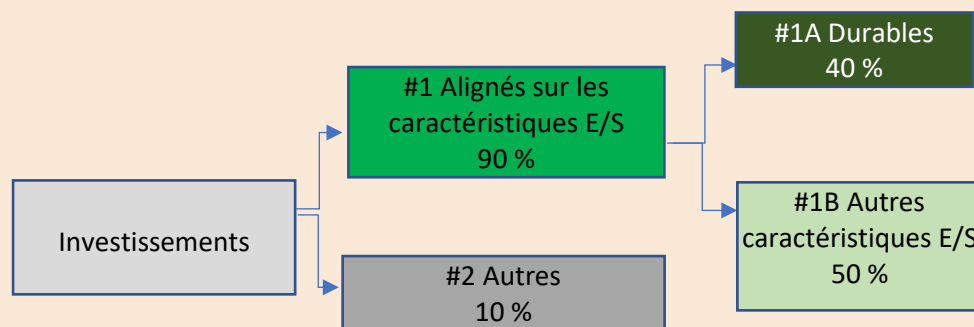 #1A Durables
40 %
#1 Alignés sur les
caractéristiques E/S
90 %
#1B Autres
caractéristiques E/S
50 %
Investissements
#2 Autres
10 %